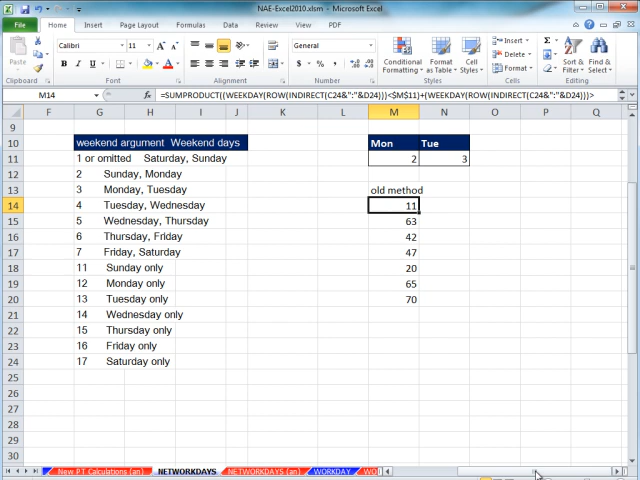 NAE-Excel2010.xlsm - Microsoft Excel
File Home Insert Page Layout Formulas Data Review View PDF
Calibri 11 General Insert
Paste B I U $ % , Conditional Formatting Format as Table Cell Styles Delete Format Sort & Filter Find & Select
Clipboard Font Alignment Number Styles Cells Editing
M14 fx =SUMPRODUCT((WEEKDAY(ROW(INDIRECT(C24&":"&D24)))<$M$11)+(WEEKDAY(ROW(INDIRECT(C24&":"&D24)))>
F G H I J K L M N O P Q
9
10 weekend argument Weekend days Mon Tue
11 1 or omitted Saturday, Sunday 2 3
12 2 Sunday, Monday
13 3 Monday, Tuesday old method
14 4 Tuesday, Wednesday 11
15 5 Wednesday, Thursday 63
16 6 Thursday, Friday 42
17 7 Friday, Saturday 47
18 11 Sunday only 20
19 12 Monday only 65
20 13 Tuesday only 70
21 14 Wednesday only
22 15 Thursday only
23 16 Friday only
24 17 Saturday only
25
26
27
28
29
30
New PT Calculations (an) NETWORKDAYS NETWORKDAYS (an) WORKDAY WO